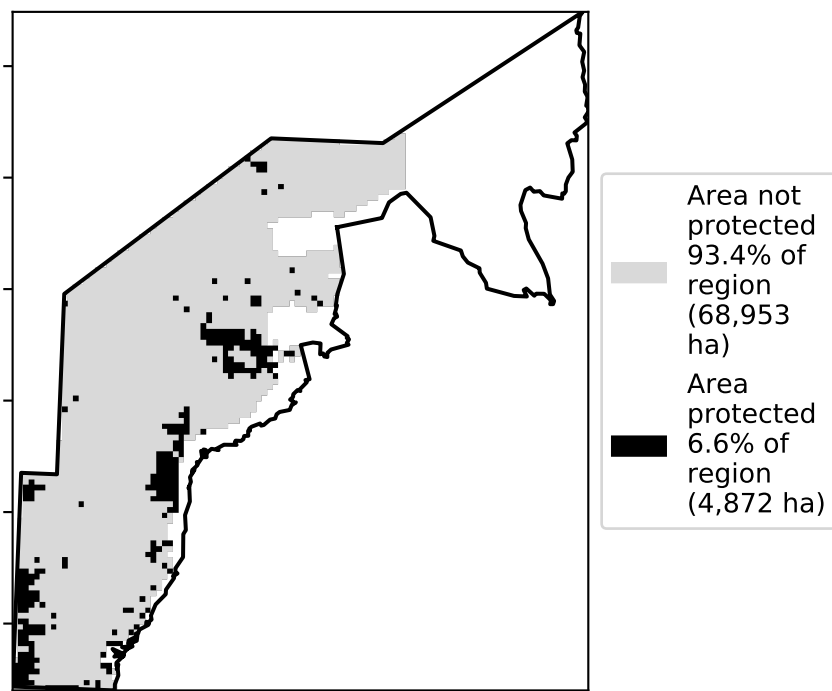 Area not
protected
93.4% of
region
(68,953
ha)
Area
protected
6.6% of
region
(4,872 ha)